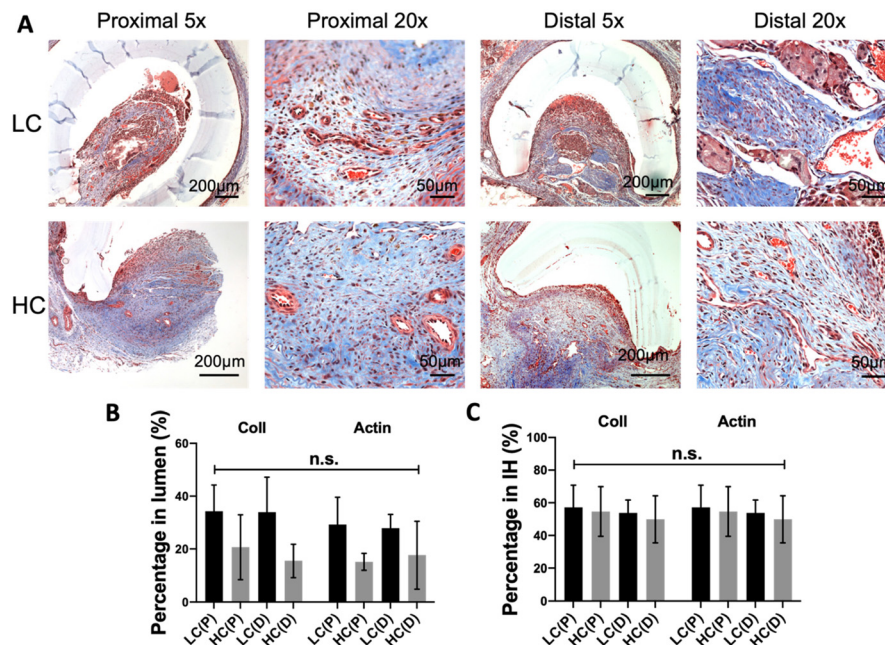 A
Proximal 5x Proximal 20x Distal 5x Distal 20x
LC
200µm 50µm 200µm 50µm
HC
200µm 50µm 200µm 50µm
B
Coll Actin
n.s.
Percentage in lumen (%)
60
40
20
0
LC(P) HC(P) LC(D) HC(D) LC(P) HC(P) LC(D) HC(D)
C
Coll Actin
n.s.
Percentage in IH (%)
100
80
60
40
20
0
LC(P) HC(P) LC(D) HC(D) LC(P) HC(P) LC(D) HC(D)